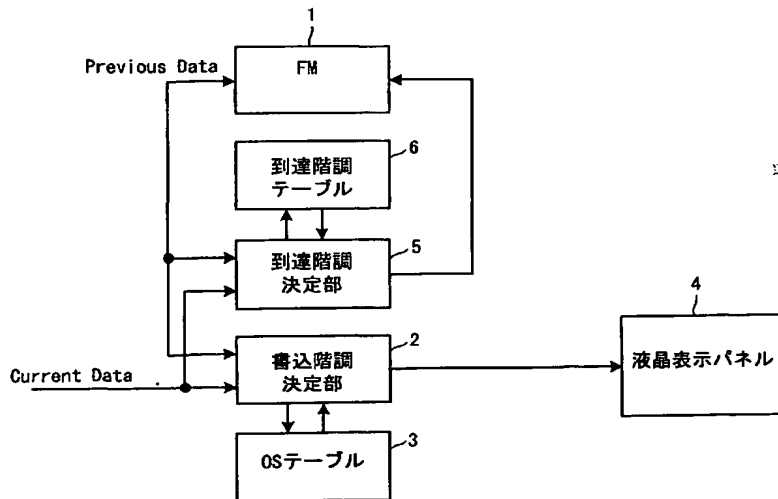 1
Previous Data
FM
6
到達階調
テーブル
5
到達階調
決定部
4
液晶表示パネル
2
書込階調
決定部
Current Data
3
OSテーブル